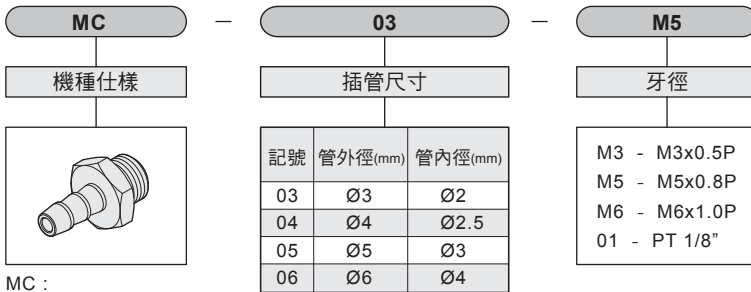 MC － 03 － M5
機種仕樣
插管尺寸
牙徑
記號 管外徑(mm) 管內徑(mm)
03 Ø3 Ø2
04 Ø4 Ø2.5
05 Ø5 Ø3
06 Ø6 Ø4
M3 - M3x0.5P
M5 - M5x0.8P
M6 - M6x1.0P
01 - PT 1/8”
MC :